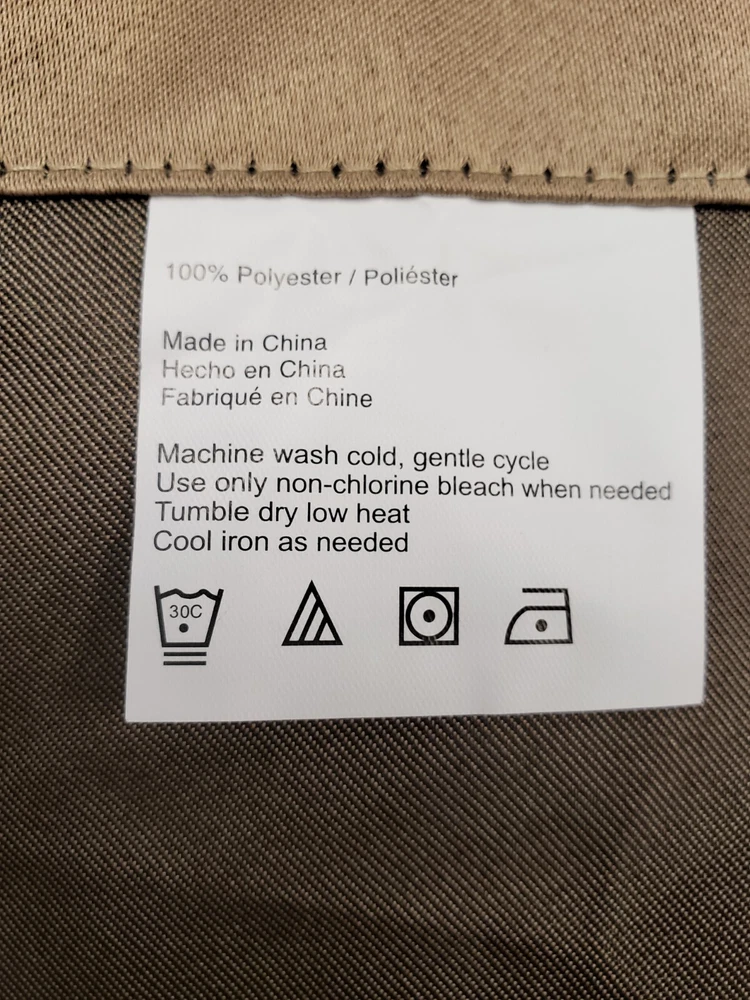 100% Polyester / Poliéster
Made in China
Hecho en China
Fabriqué en Chine
Machine wash cold, gentle cycle
Use only non-chlorine bleach when needed
Tumble dry low heat
Cool iron as needed
30C